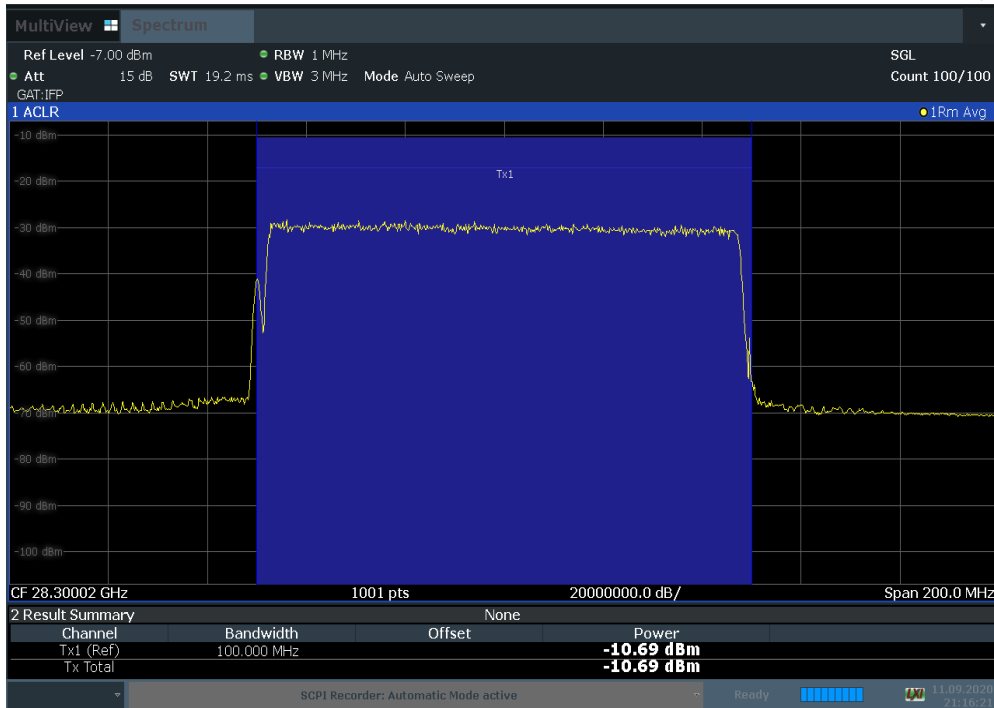 MultiView Spectrum
Ref Level -7.00 dBm RBW 1 MHz SGL
Att 15 dB SWT 19.2 ms VBW 3 MHz Mode Auto Sweep Count 100/100
GAT:IFP
1 ACLR 1Rm Avg
-10 dBm
Tx1
-20 dBm
-30 dBm
-40 dBm
-50 dBm
-60 dBm
-70 dBm
-80 dBm
-90 dBm
-100 dBm
CF 28.30002 GHz 1001 pts 20000000.0 dB/ Span 200.0 MHz
2 Result Summary None
Channel Bandwidth Offset Power
Tx1 (Ref) 100.000 MHz -10.69 dBm
Tx Total -10.69 dBm
SCPI Recorder: Automatic Mode active Ready LXI 11.09.2020
21:16:21